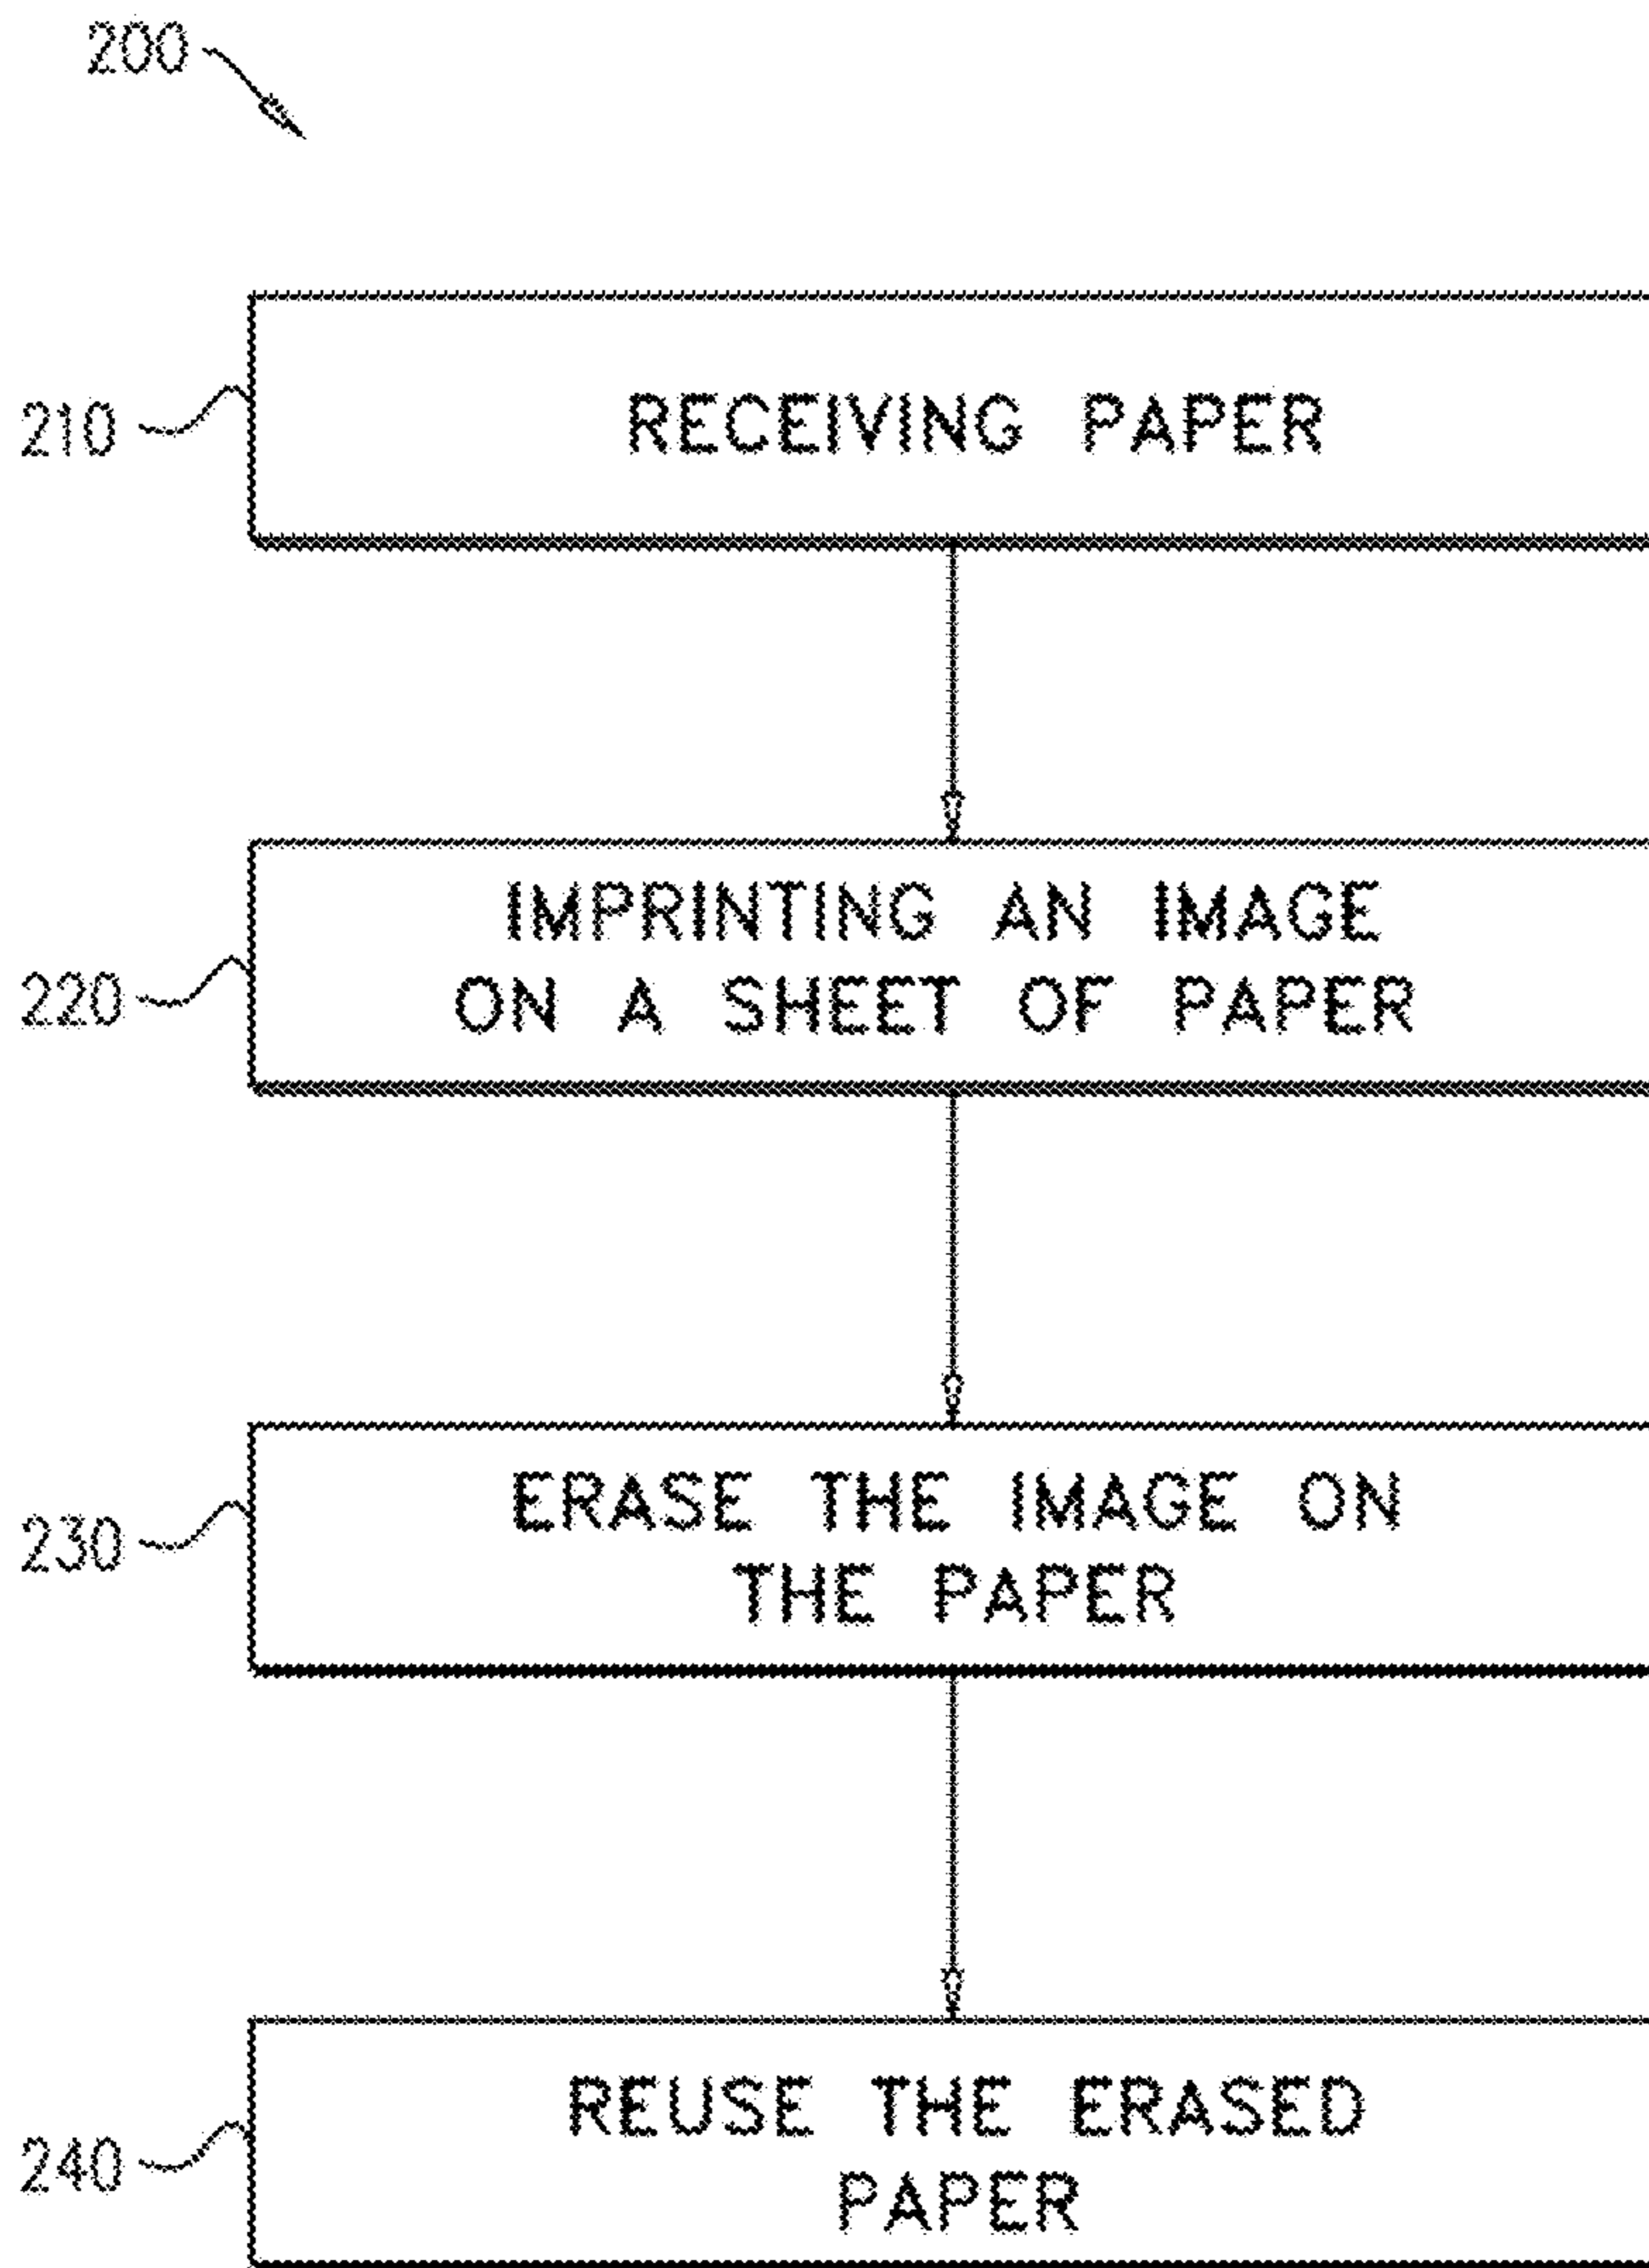 200
210
RECEIVING PAPER
220
IMPRINTING AN IMAGE
ON A SHEET OF PAPER
230
ERASE THE IMAGE ON
THE PAPER
240
REUSE THE ERASED
PAPER